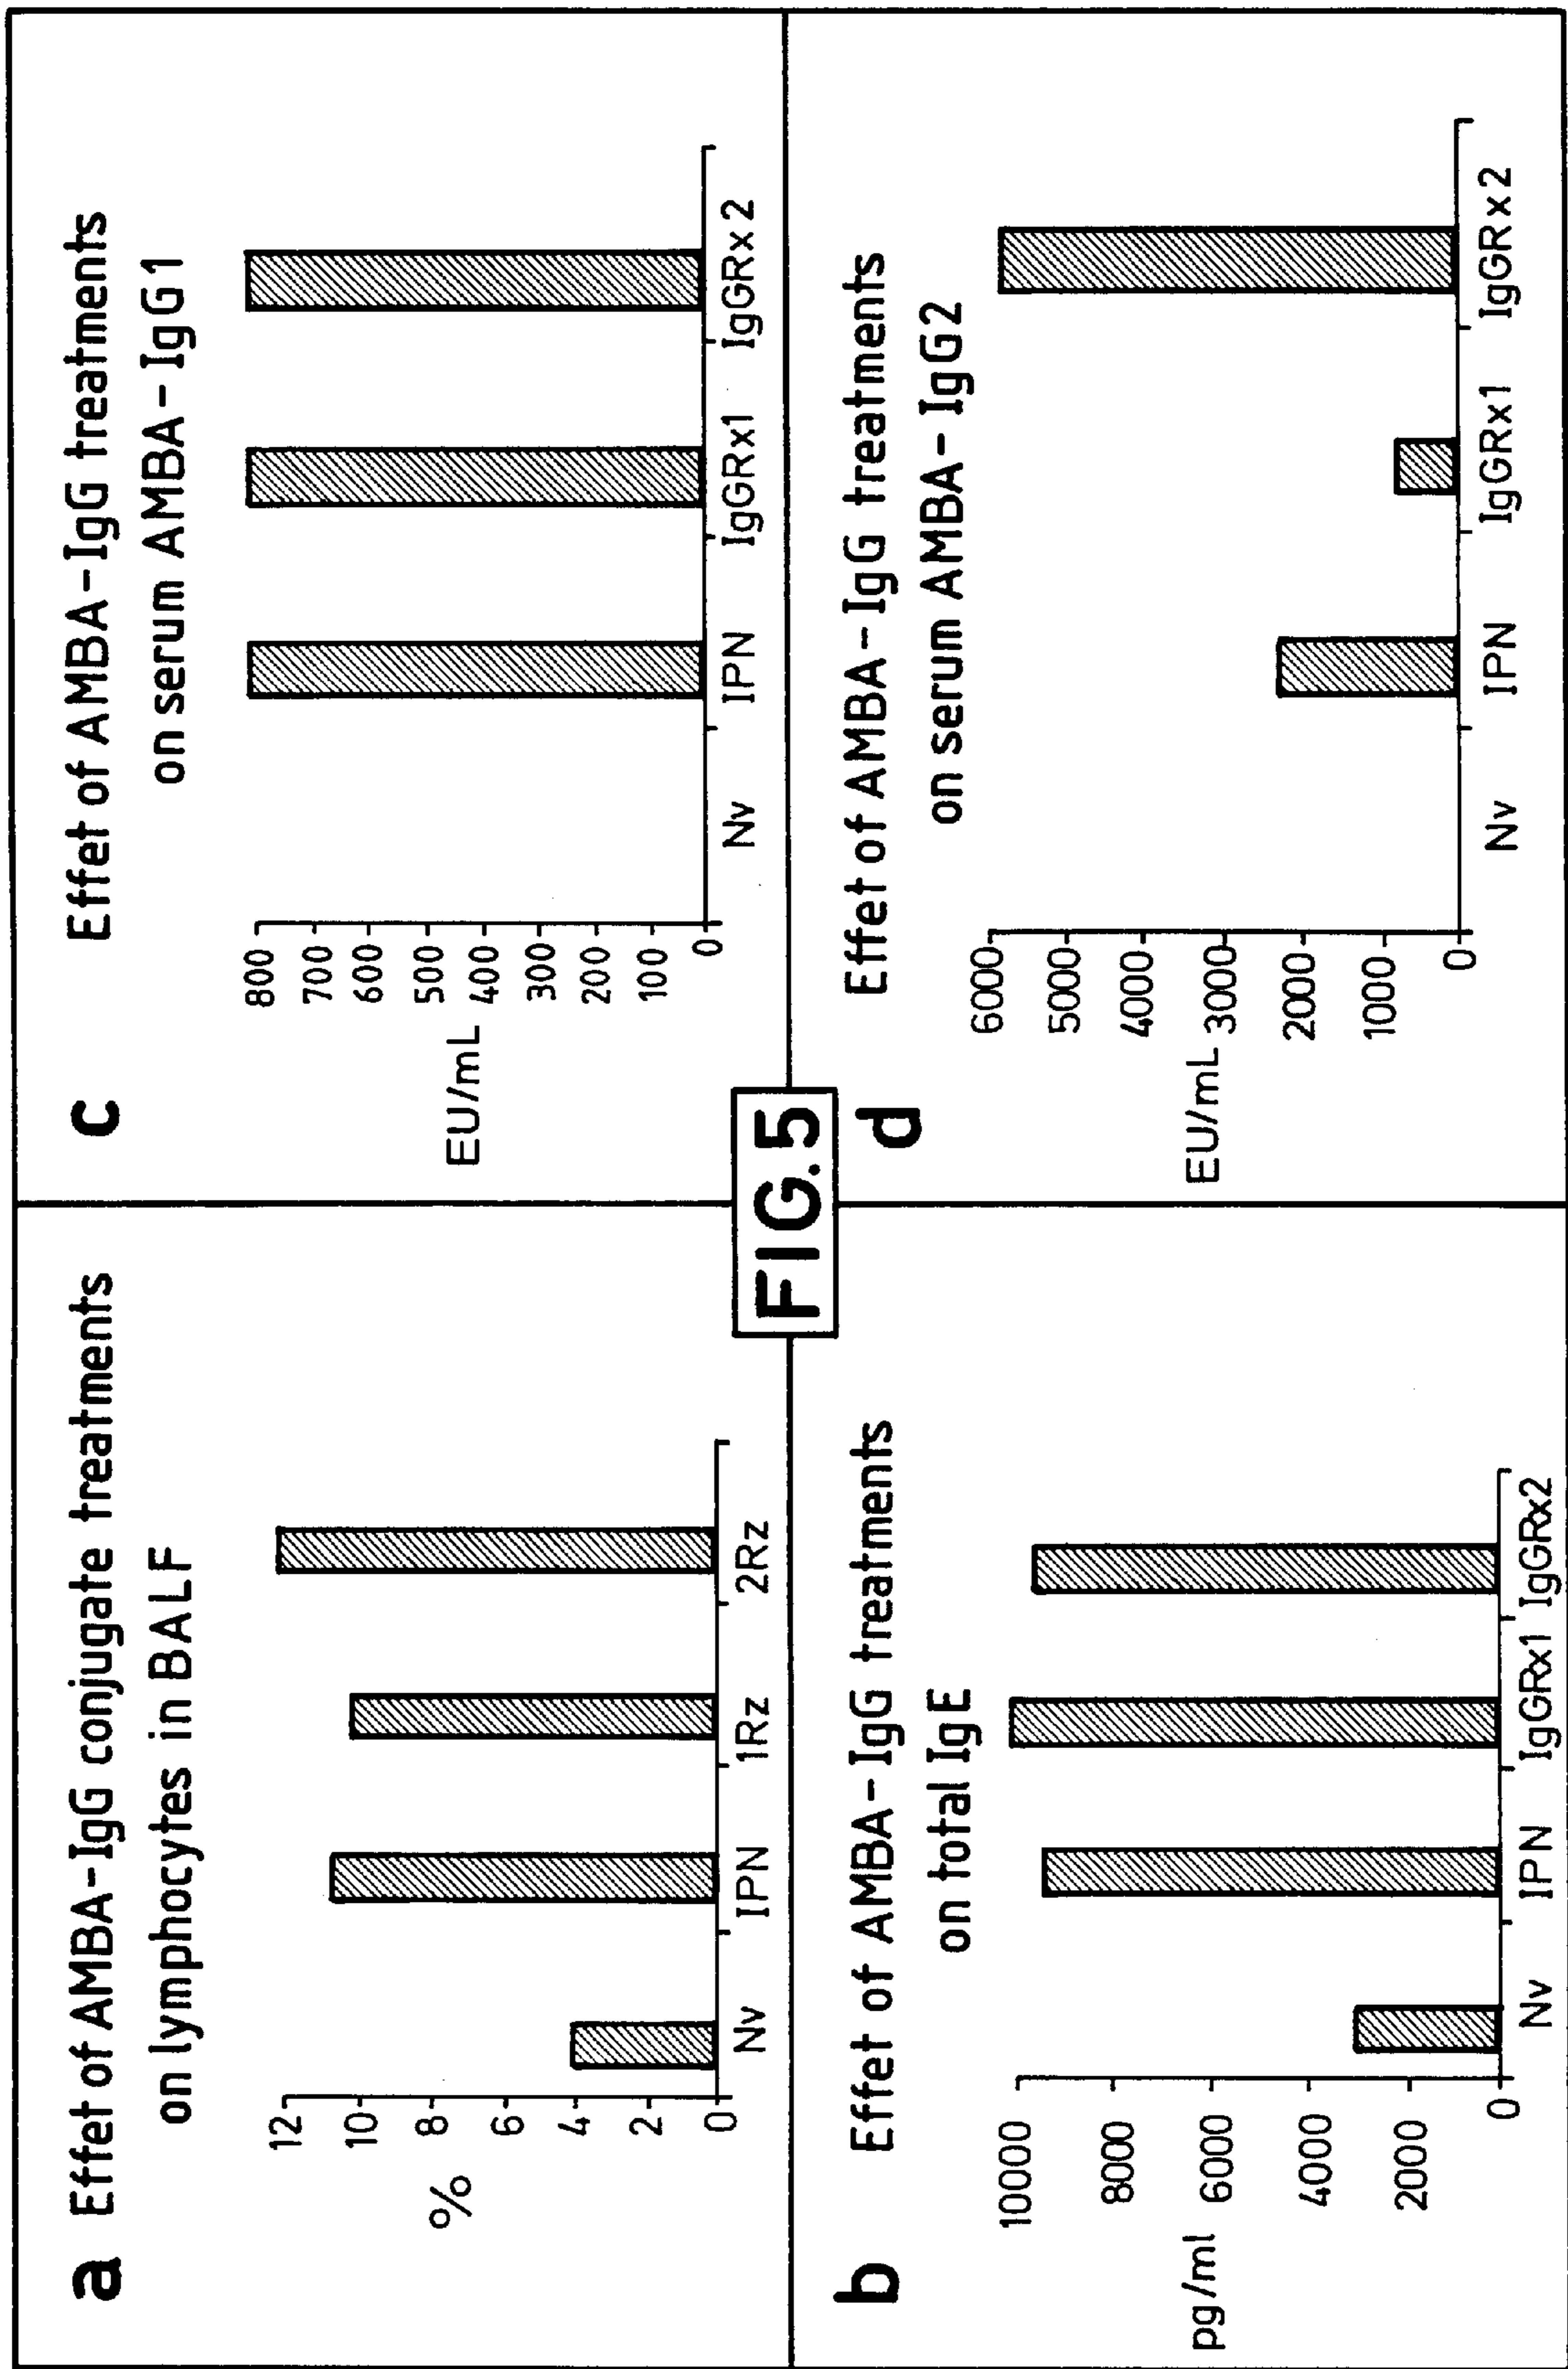 a Effet of AMBA-IgG conjugate treatments
on lymphocytes in BALF
%
12
10
8
6
4
2
0
Nv IPN 1Rz 2Rz
c Effet of AMBA-IgG treatments
on serum AMBA-IgG1
EU/mL
800
700
600
500
400
300
200
100
0
Nv IPN IgGRx1 IgGRx2
FIG.5
b Effet of AMBA-IgG treatments
on total IgE
pg/ml
10000
8000
6000
4000
2000
0
Nv IPN IgGRx1 IgGRx2
d Effet of AMBA-IgG treatments
on serum AMBA-IgG2
EU/mL
6000
5000
4000
3000
2000
1000
0
Nv IPN IgGRx1 IgGRx2